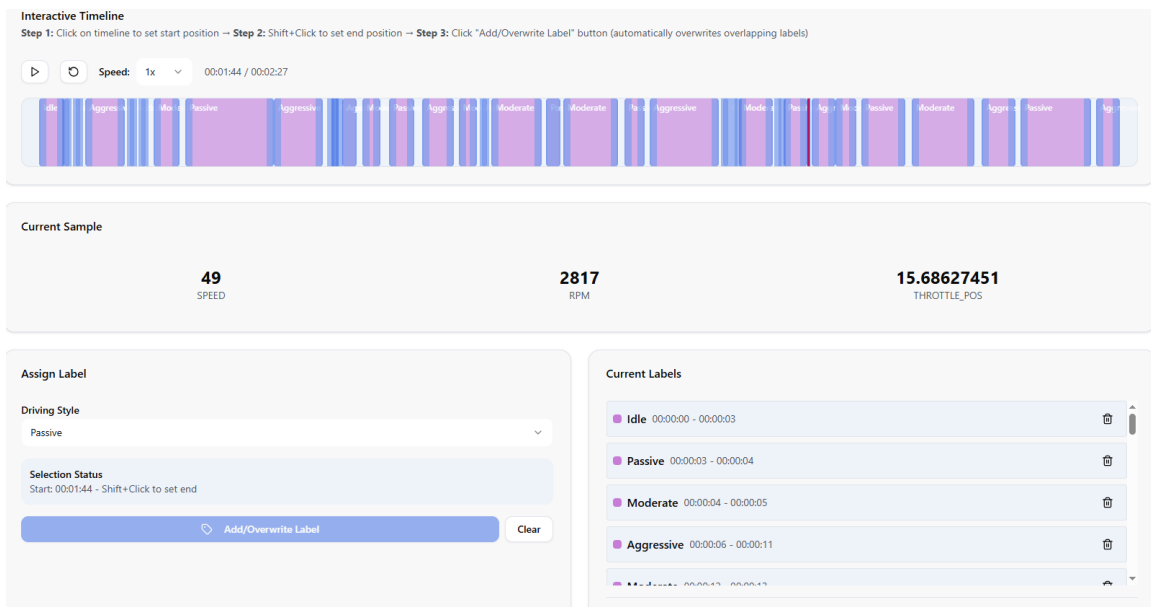 Interactive Timeline
Step 1: Click on timeline to set start position → Step 2: Shift+Click to set end position → Step 3: Click "Add/Overwrite Label" button (automatically overwrites overlapping labels)
Speed: 1x 00:01:44 / 00:02:27
Passive Aggressive Moderate Moderate Aggressive Passive Moderate Passive
Current Sample
49 2817 15.68627451
SPEED RPM THROTTLE_POS
Assign Label
Driving Style
Passive
Selection Status
Start: 00:01:44 - Shift+Click to set end
Add/Overwrite Label Clear
Current Labels
Idle 00:00:00 - 00:00:03
Passive 00:00:03 - 00:00:04
Moderate 00:00:04 - 00:00:05
Aggressive 00:00:06 - 00:00:11